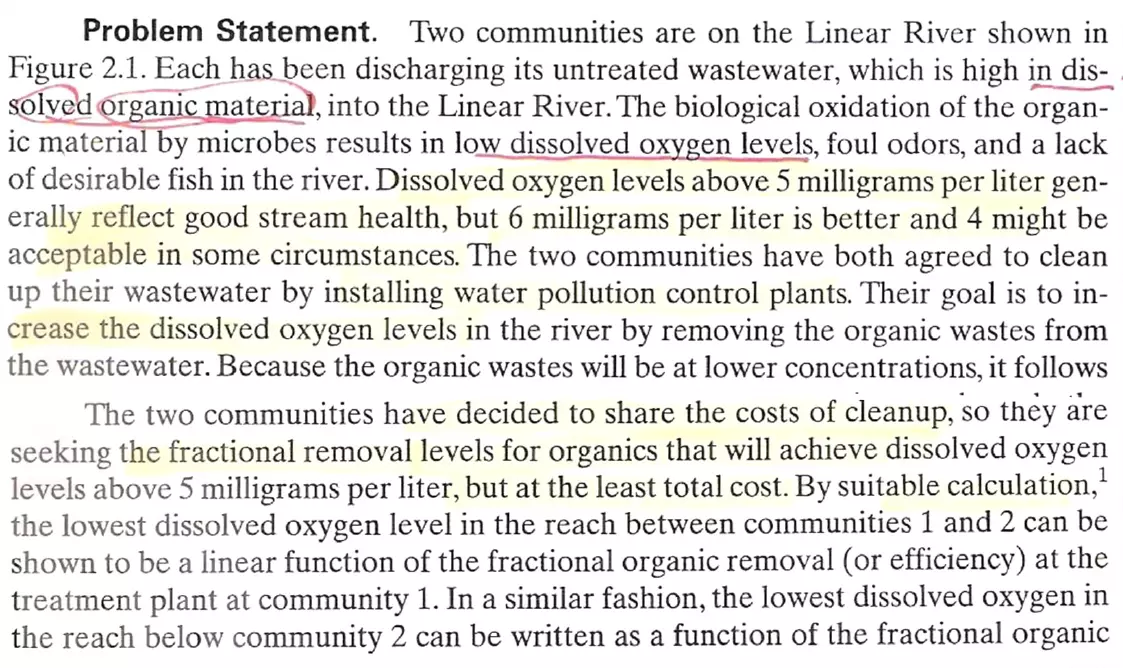 Problem Statement. Two communities are on the Linear River shown in
Figure 2.1. Each has been discharging its untreated wastewater, which is high in dis-
solved organic material, into the Linear River. The biological oxidation of the organ-
ic material by microbes results in low dissolved oxygen levels, foul odors, and a lack
of desirable fish in the river. Dissolved oxygen levels above 5 milligrams per liter gen-
erally reflect good stream health, but 6 milligrams per liter is better and 4 might be
acceptable in some circumstances. The two communities have both agreed to clean
up their wastewater by installing water pollution control plants. Their goal is to in-
crease the dissolved oxygen levels in the river by removing the organic wastes from
the wastewater. Because the organic wastes will be at lower concentrations, it follows
The two communities have decided to share the costs of cleanup, so they are
seeking the fractional removal levels for organics that will achieve dissolved oxygen
levels above 5 milligrams per liter, but at the least total cost. By suitable calculation,¹
the lowest dissolved oxygen level in the reach between communities 1 and 2 can be
shown to be a linear function of the fractional organic removal (or efficiency) at the
treatment plant at community 1. In a similar fashion, the lowest dissolved oxygen in
the reach below community 2 can be written as a function of the fractional organic